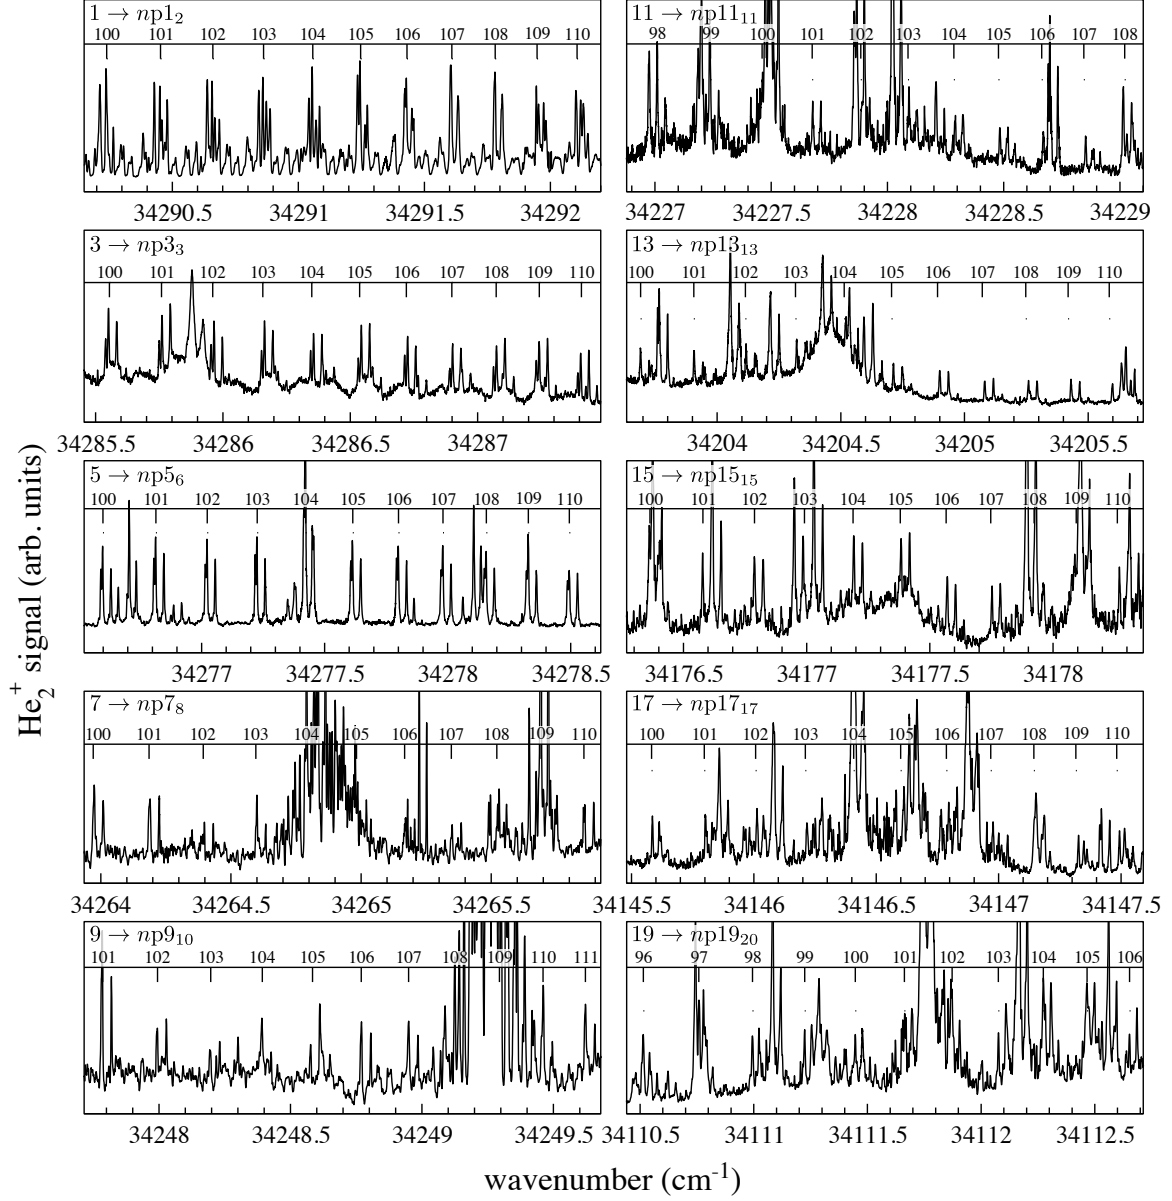 1 → np1₂
100 101 102 103 104 105 106 107 108 109 110
34290.5 34291 34291.5 34292
11 → np11₁₁
98 99 100 101 102 103 104 105 106 107 108
34227 34227.5 34228 34228.5 34229
3 → np3₃
100 101 102 103 104 105 106 107 108 109 110
34285.5 34286 34286.5 34287
13 → np13₁₃
100 101 102 103 104 105 106 107 108 109 110
34204 34204.5 34205 34205.5
5 → np5₆
100 101 102 103 104 105 106 107 108 109 110
34277 34277.5 34278 34278.5
15 → np15₁₅
100 101 102 103 104 105 106 107 108 109 110
34176.5 34177 34177.5 34178
7 → np7₈
100 101 102 103 104 105 106 107 108 109 110
34264 34264.5 34265 34265.5
17 → np17₁₇
100 101 102 103 104 105 106 107 108 109 110
34145.5 34146 34146.5 34147 34147.5
9 → np9₁₀
101 102 103 104 105 106 107 108 109 110 111
34248 34248.5 34249 34249.5
19 → np19₂₀
96 97 98 99 100 101 102 103 104 105 106
34110.5 34111 34111.5 34112 34112.5
He₂⁺ signal (arb. units)
wavenumber (cm⁻¹)